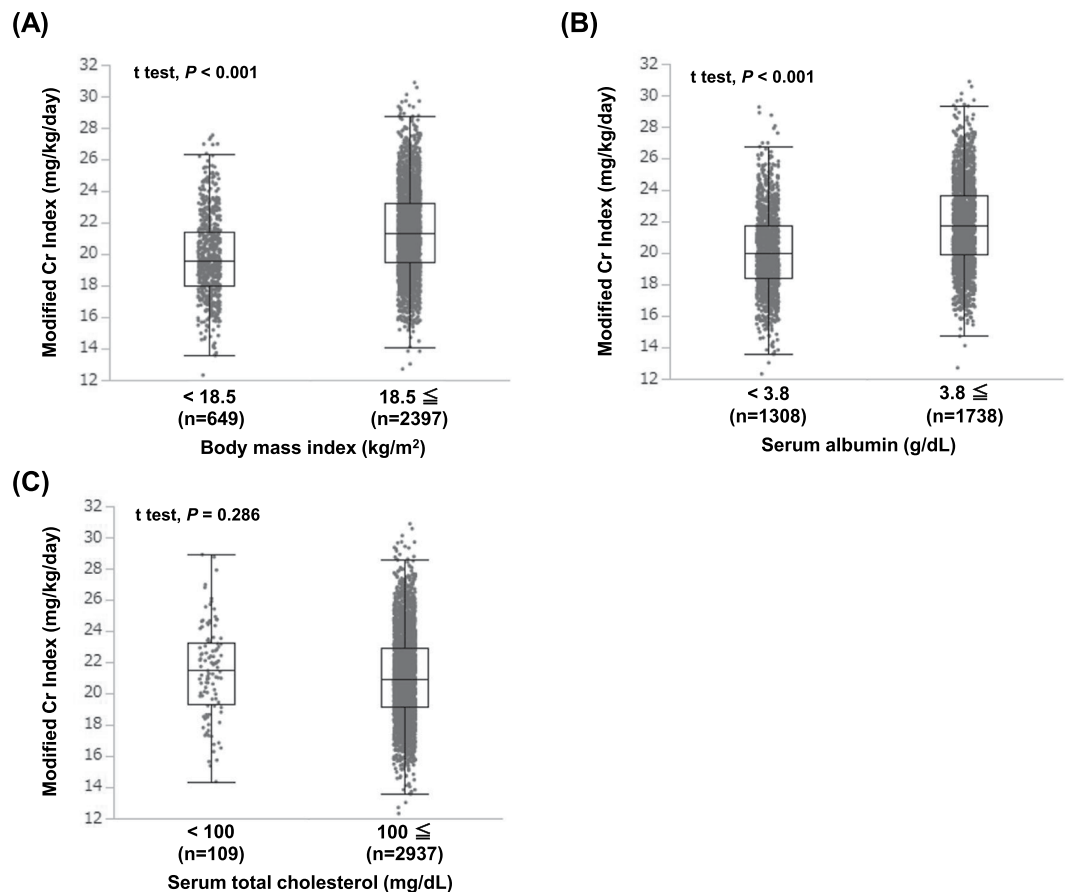 (A)
t test, P < 0.001
Modified Cr Index (mg/kg/day)
32
30
28
26
24
22
20
18
16
14
12
< 18.5
(n=649)
18.5 ≦
(n=2397)
Body mass index (kg/m²)
(B)
t test, P < 0.001
Modified Cr Index (mg/kg/day)
32
30
28
26
24
22
20
18
16
14
12
< 3.8
(n=1308)
3.8 ≦
(n=1738)
Serum albumin (g/dL)
(C)
t test, P = 0.286
Modified Cr Index (mg/kg/day)
32
30
28
26
24
22
20
18
16
14
12
< 100
(n=109)
100 ≦
(n=2937)
Serum total cholesterol (mg/dL)